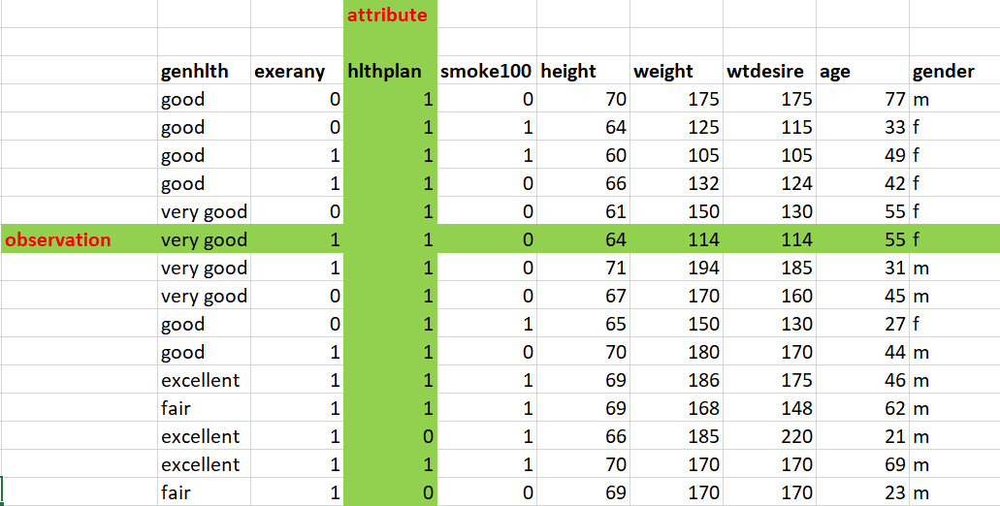 attribute
genhlth exerany hlthplan smoke100 height weight wtdesire age gender
good 0 1 0 70 175 175 77 m
good 0 1 1 64 125 115 33 f
good 1 1 1 60 105 105 49 f
good 1 1 0 66 132 124 42 f
very good 0 1 0 61 150 130 55 f
observation very good 1 1 0 64 114 114 55 f
very good 1 1 0 71 194 185 31 m
very good 0 1 0 67 170 160 45 m
good 0 1 1 65 150 130 27 f
good 1 1 0 70 180 170 44 m
excellent 1 1 1 69 186 175 46 m
fair 1 1 1 69 168 148 62 m
excellent 1 0 1 66 185 220 21 m
excellent 1 1 1 70 170 170 69 m
fair 1 0 0 69 170 170 23 m